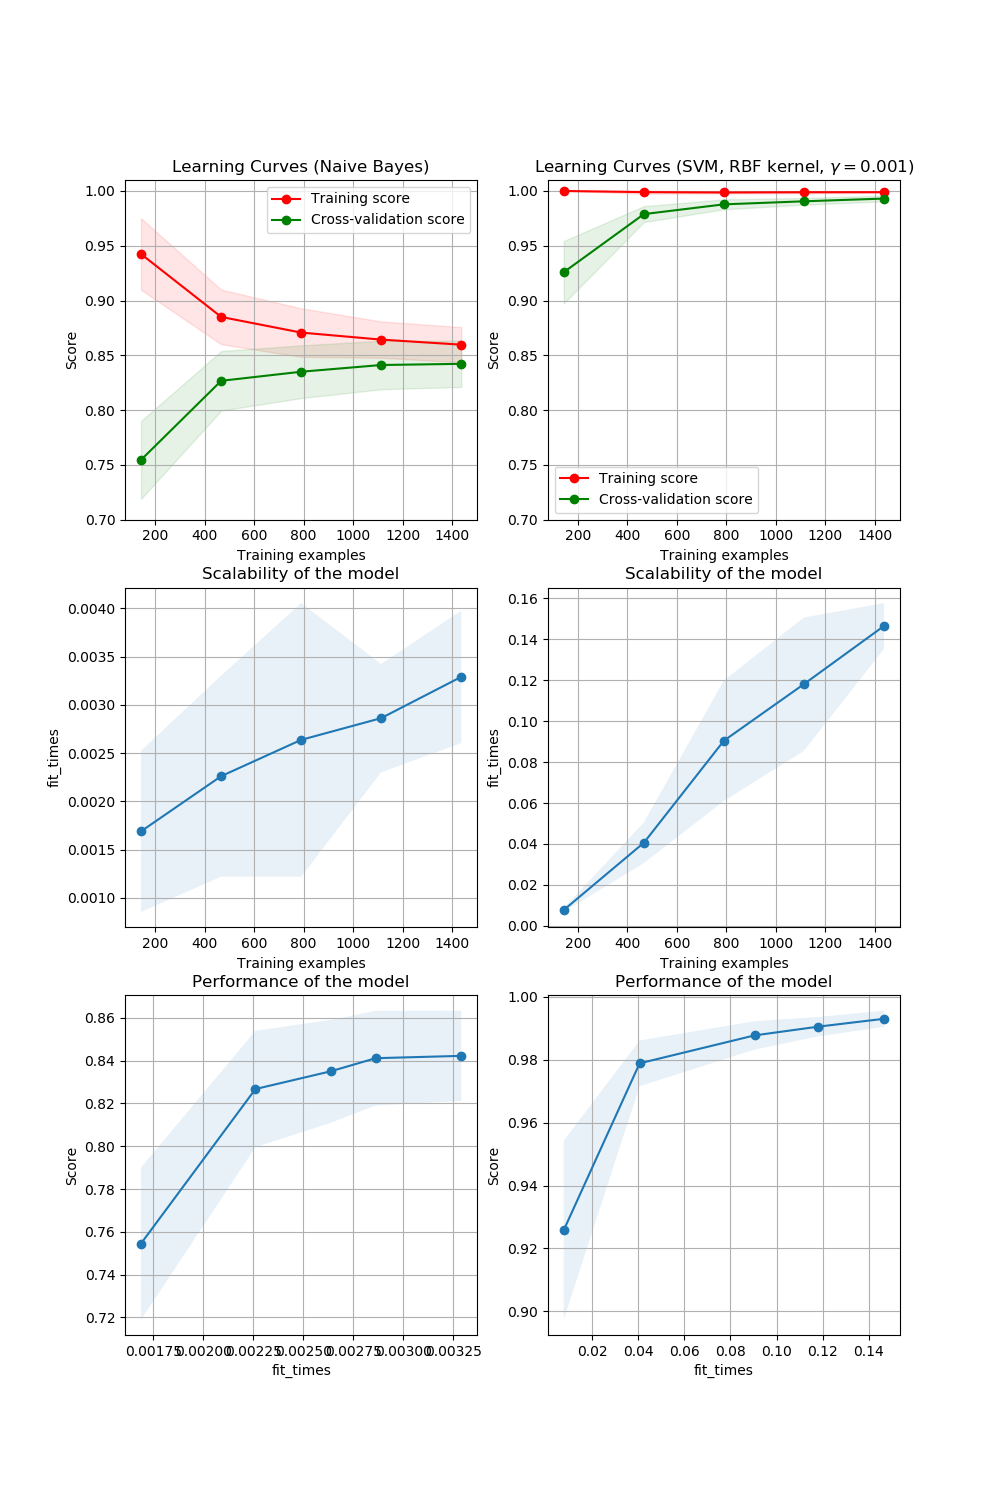 Learning Curves (Naive Bayes)
1.00
0.95
0.90
0.85
0.80
0.75
0.70
Score
Training score
Cross-validation score
200 400 600 800 1000 1200 1400
Training examples
Learning Curves (SVM, RBF kernel, γ = 0.001)
1.00
0.95
0.90
0.85
0.80
0.75
0.70
Score
Training score
Cross-validation score
200 400 600 800 1000 1200 1400
Training examples
Scalability of the model
0.0040
0.0035
0.0030
0.0025
0.0020
0.0015
0.0010
fit_times
200 400 600 800 1000 1200 1400
Training examples
Scalability of the model
0.16
0.14
0.12
0.10
0.08
0.06
0.04
0.02
0.00
fit_times
200 400 600 800 1000 1200 1400
Training examples
Performance of the model
0.86
0.84
0.82
0.80
0.78
0.76
0.74
0.72
Score
0.00175 0.00200 0.00225 0.00250 0.00275 0.00300 0.00325
fit_times
Performance of the model
1.00
0.98
0.96
0.94
0.92
0.90
Score
0.02 0.04 0.06 0.08 0.10 0.12 0.14
fit_times